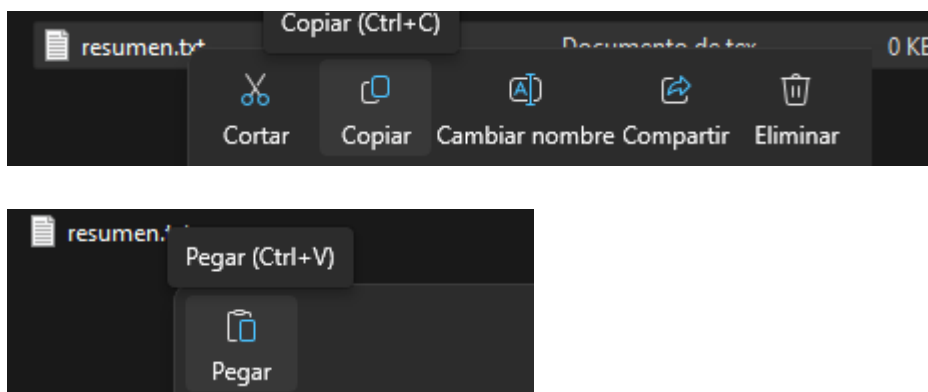 Copiar (Ctrl+C)
resumen.txt
0 KB
Cortar Copiar Cambiar nombre Compartir Eliminar
resumen.
Pegar (Ctrl+V)
Pegar